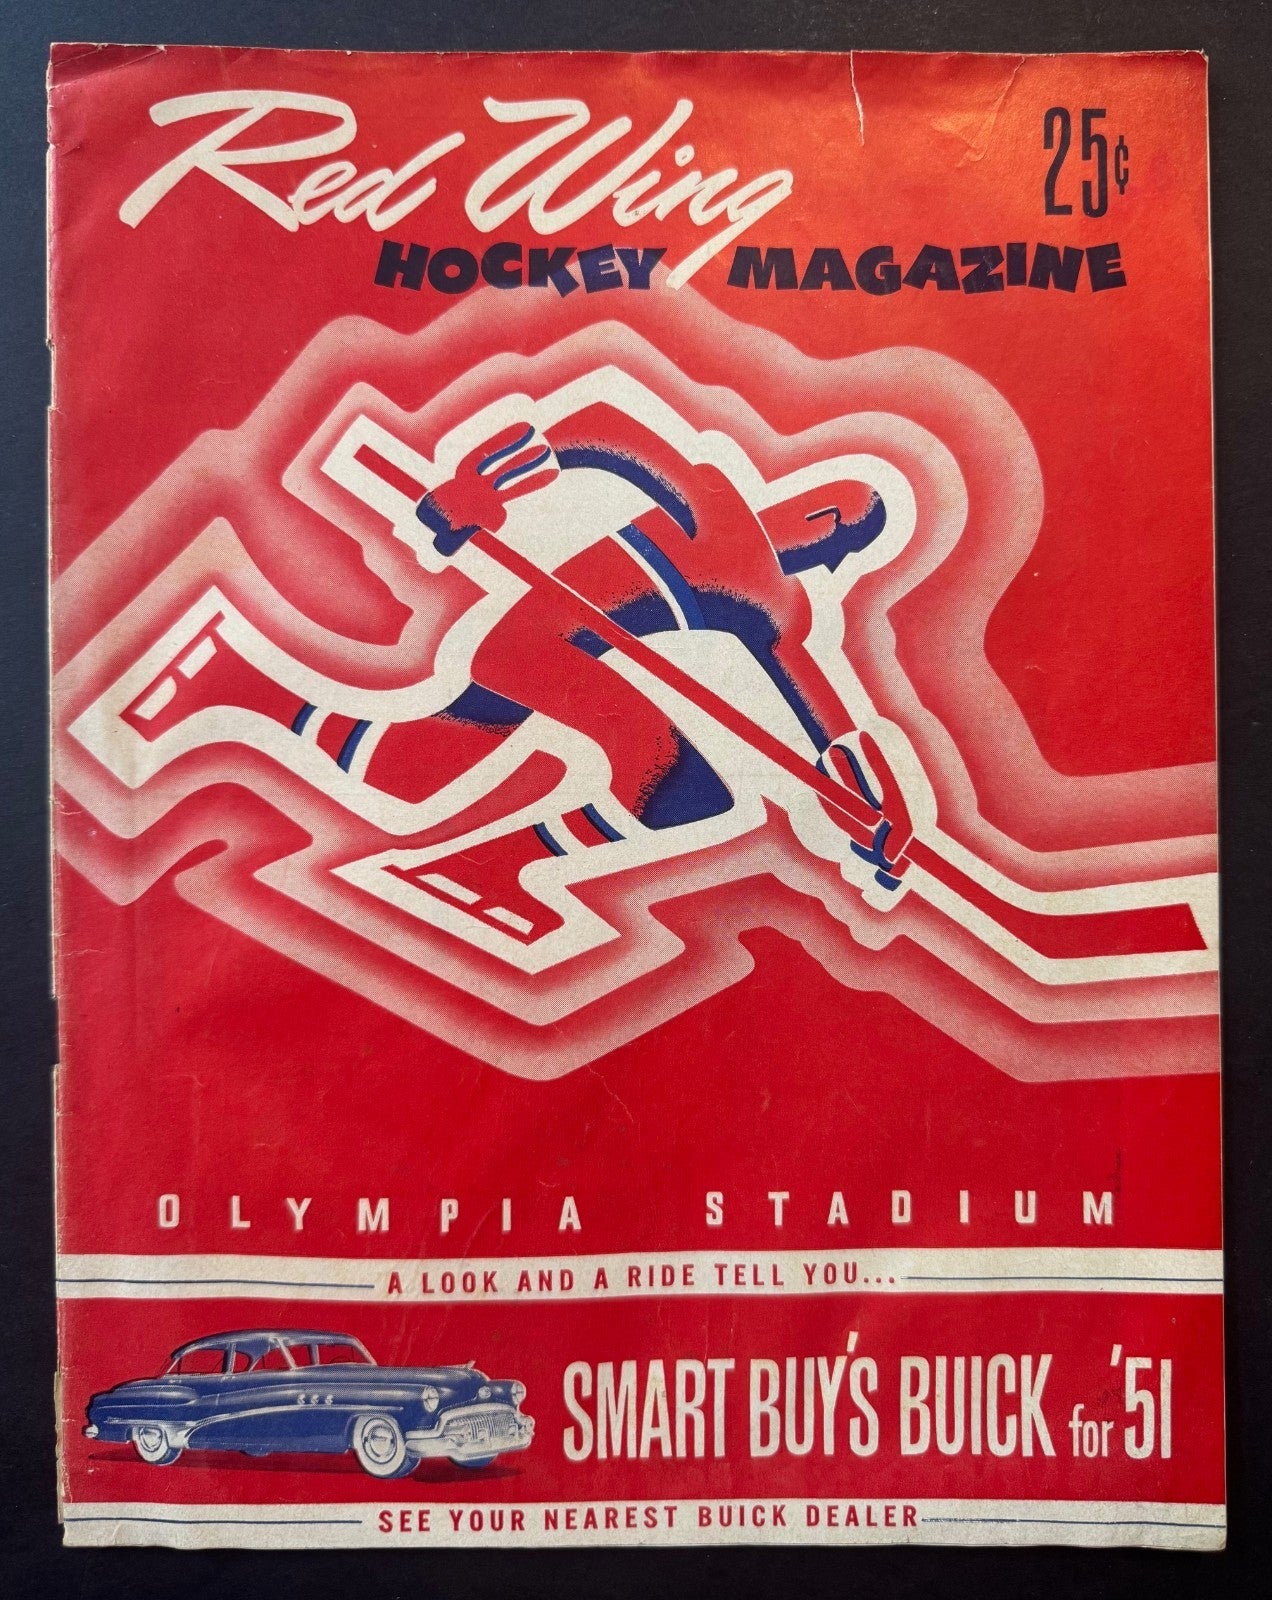 Red Wing
25¢
HOCKEY MAGAZINE
OLYMPIA STADIUM
A LOOK AND A RIDE TELL YOU...
SMART BUY'S BUICK for '51
SEE YOUR NEAREST BUICK DEALER